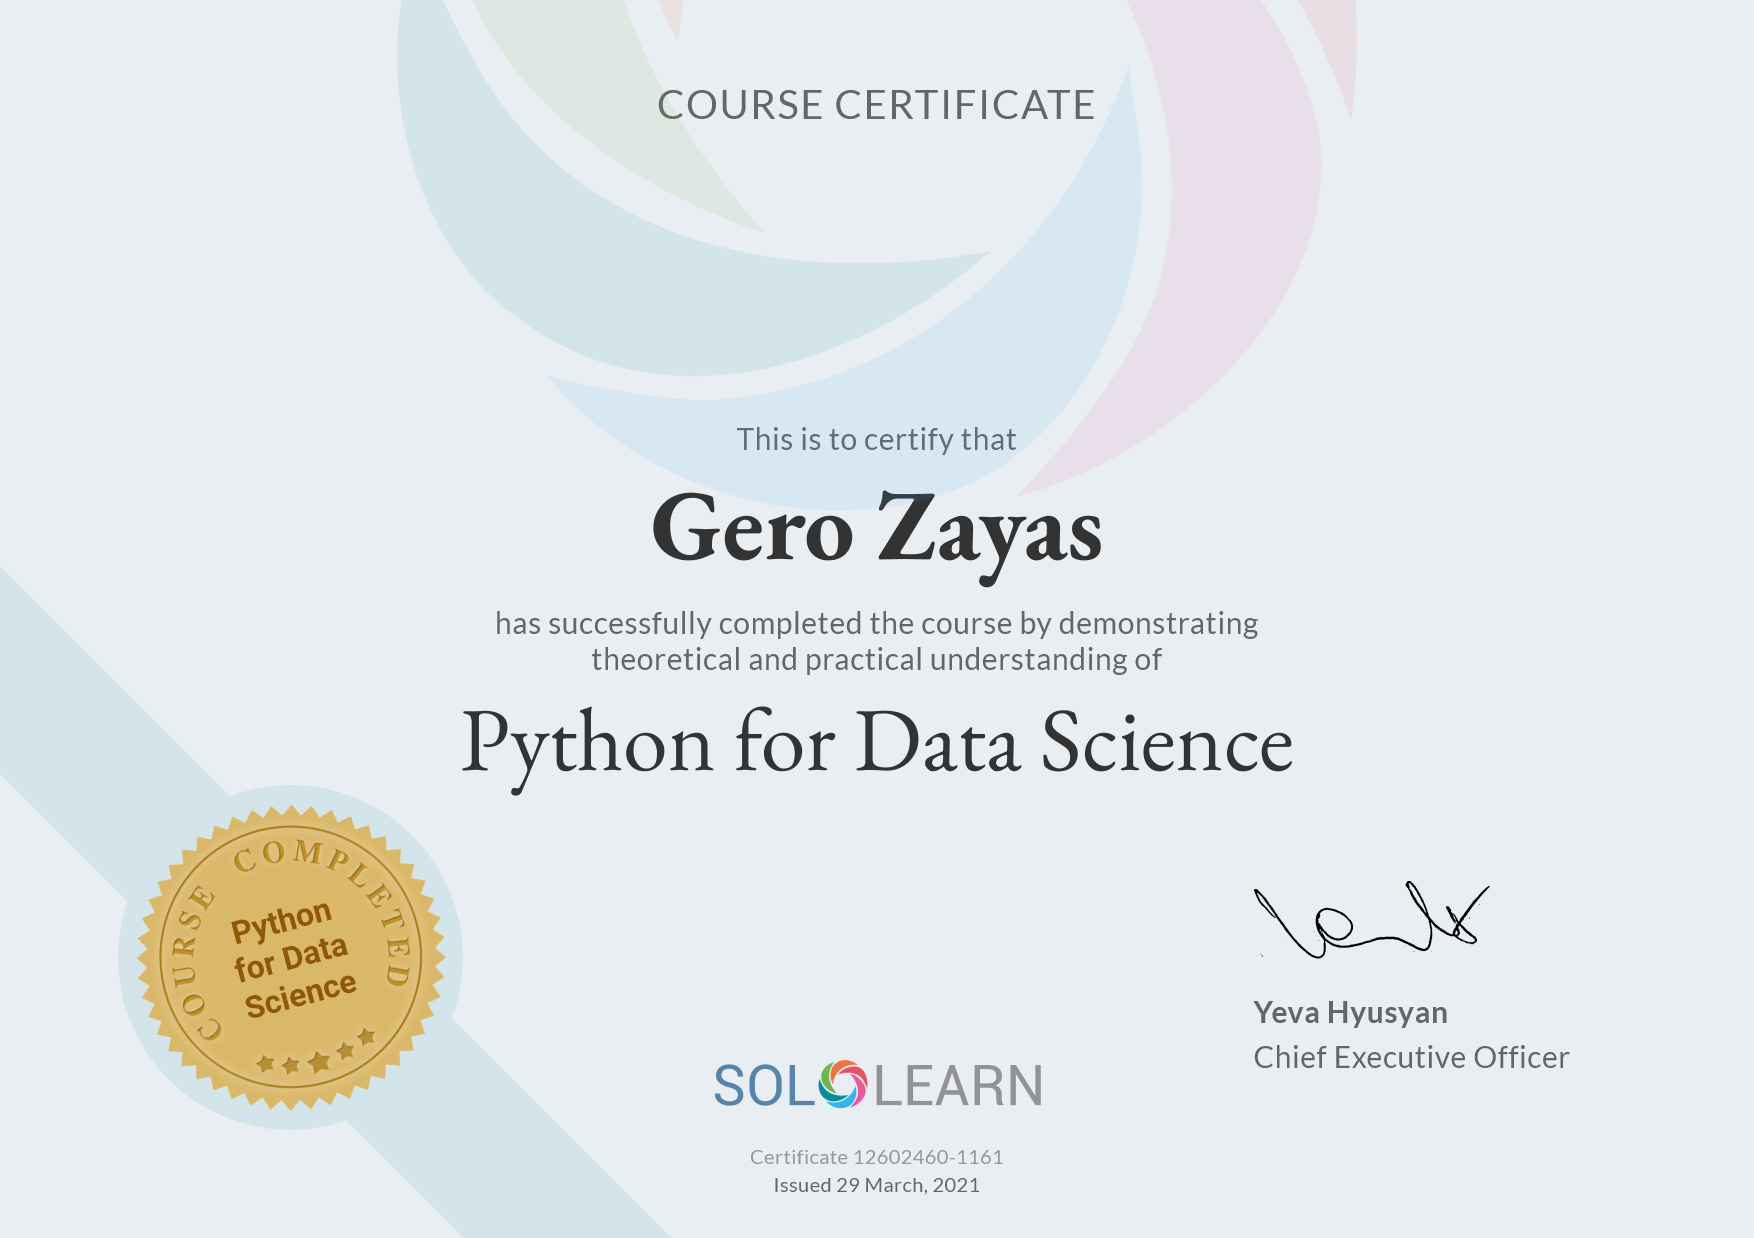 COURSE CERTIFICATE
This is to certify that
Gero Zayas
has successfully completed the course by demonstrating
theoretical and practical understanding of
Python for Data Science
COURSE COMPLETED
Python
for Data
Science
Yeva Hyusyan
Chief Executive Officer
SOLOLEARN
Certificate 12602460-1161
Issued 29 March, 2021